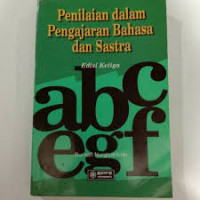 Penilaian dalam
Pengajaran Bahasa
dan Sastra
Edisi Ketiga
abc
egf